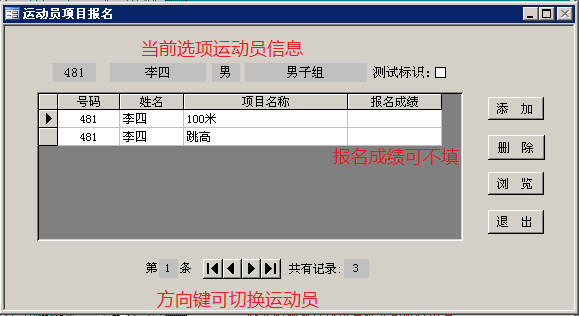 运动员项目报名
当前选项运动员信息
481 李四 男 男子组 测试标识:
号码 姓名 项目名称 报名成绩
481 李四 100米
481 李四 跳高
报名成绩可不填
添 加
删 除
浏 览
退 出
第 1 条 共有记录: 3
方向键可切换运动员